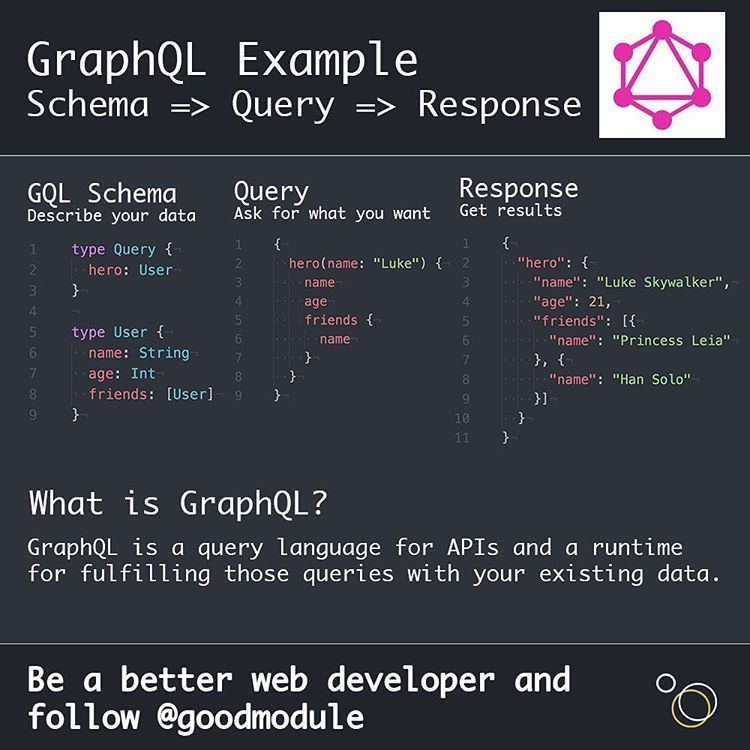 GraphQL Example
Schema => Query => Response
GQL Schema
Describe your data
1 type Query {
2 hero: User
3 }
4
5 type User {
6 name: String
7 age: Int
8 friends: [User]
9 }
Query
Ask for what you want
1 {
2 hero(name: "Luke") {
3 name
4 age
5 friends {
6 name
7 }
8 }
9 }
Response
Get results
1 {
2 "hero": {
3 "name": "Luke Skywalker",
4 "age": 21,
5 "friends": [{
6 "name": "Princess Leia"
7 }, {
8 "name": "Han Solo"
9 }]
10 }
11 }
What is GraphQL?
GraphQL is a query language for APIs and a runtime
for fulfilling those queries with your existing data.
Be a better web developer and
follow @goodmodule